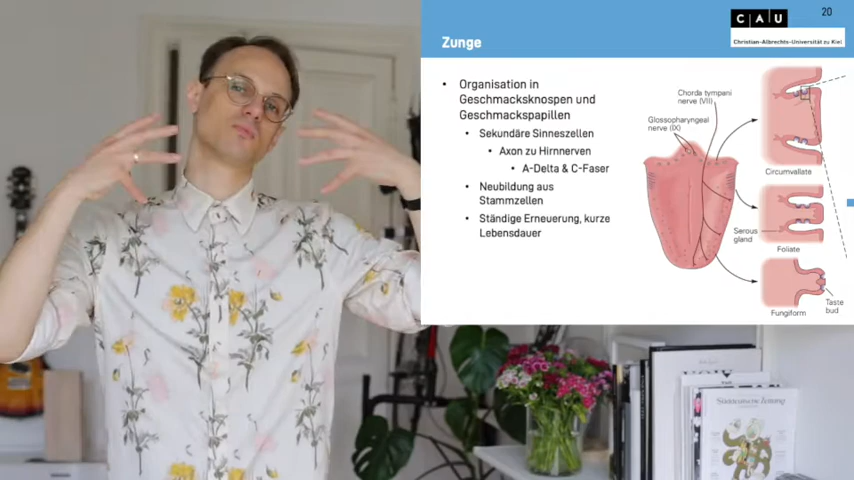 20
C|A|U
Christian-Albrechts-Universität zu Kiel
Zunge
• Organisation in
Geschmacksknospen und
Geschmackspapillen
• Sekundäre Sinneszellen
• Axon zu Hirnnerven
• A-Delta & C-Faser
• Neubildung aus
Stammzellen
• Ständige Erneuerung, kurze
Lebensdauer
Chorda tympani
nerve (VII)
Glossopharyngeal
nerve (IX)
Circumvallate
Serous
gland
Foliate
Taste
bud
Fungiform
Süddeutsche Zeitung